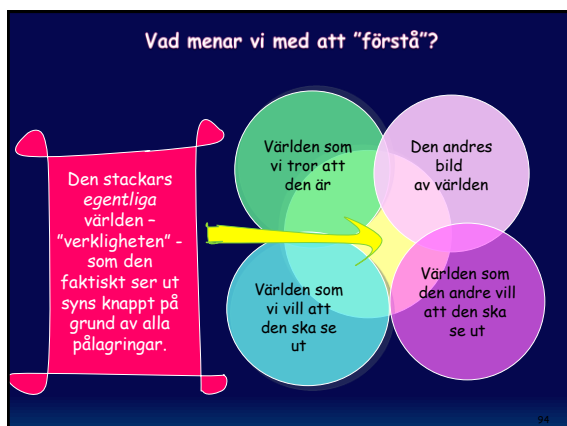 Vad menar vi med att ”förstå”?
Den stackars
egentliga
världen –
”verkligheten” -
som den
faktiskt ser ut
syns knappt på
grund av alla
pålagringar.
Världen som
vi tror att
den är
Den andres
bild
av världen
Världen som
vi vill att
den ska se
ut
Världen som
den andre vill
att den ska
se ut
94